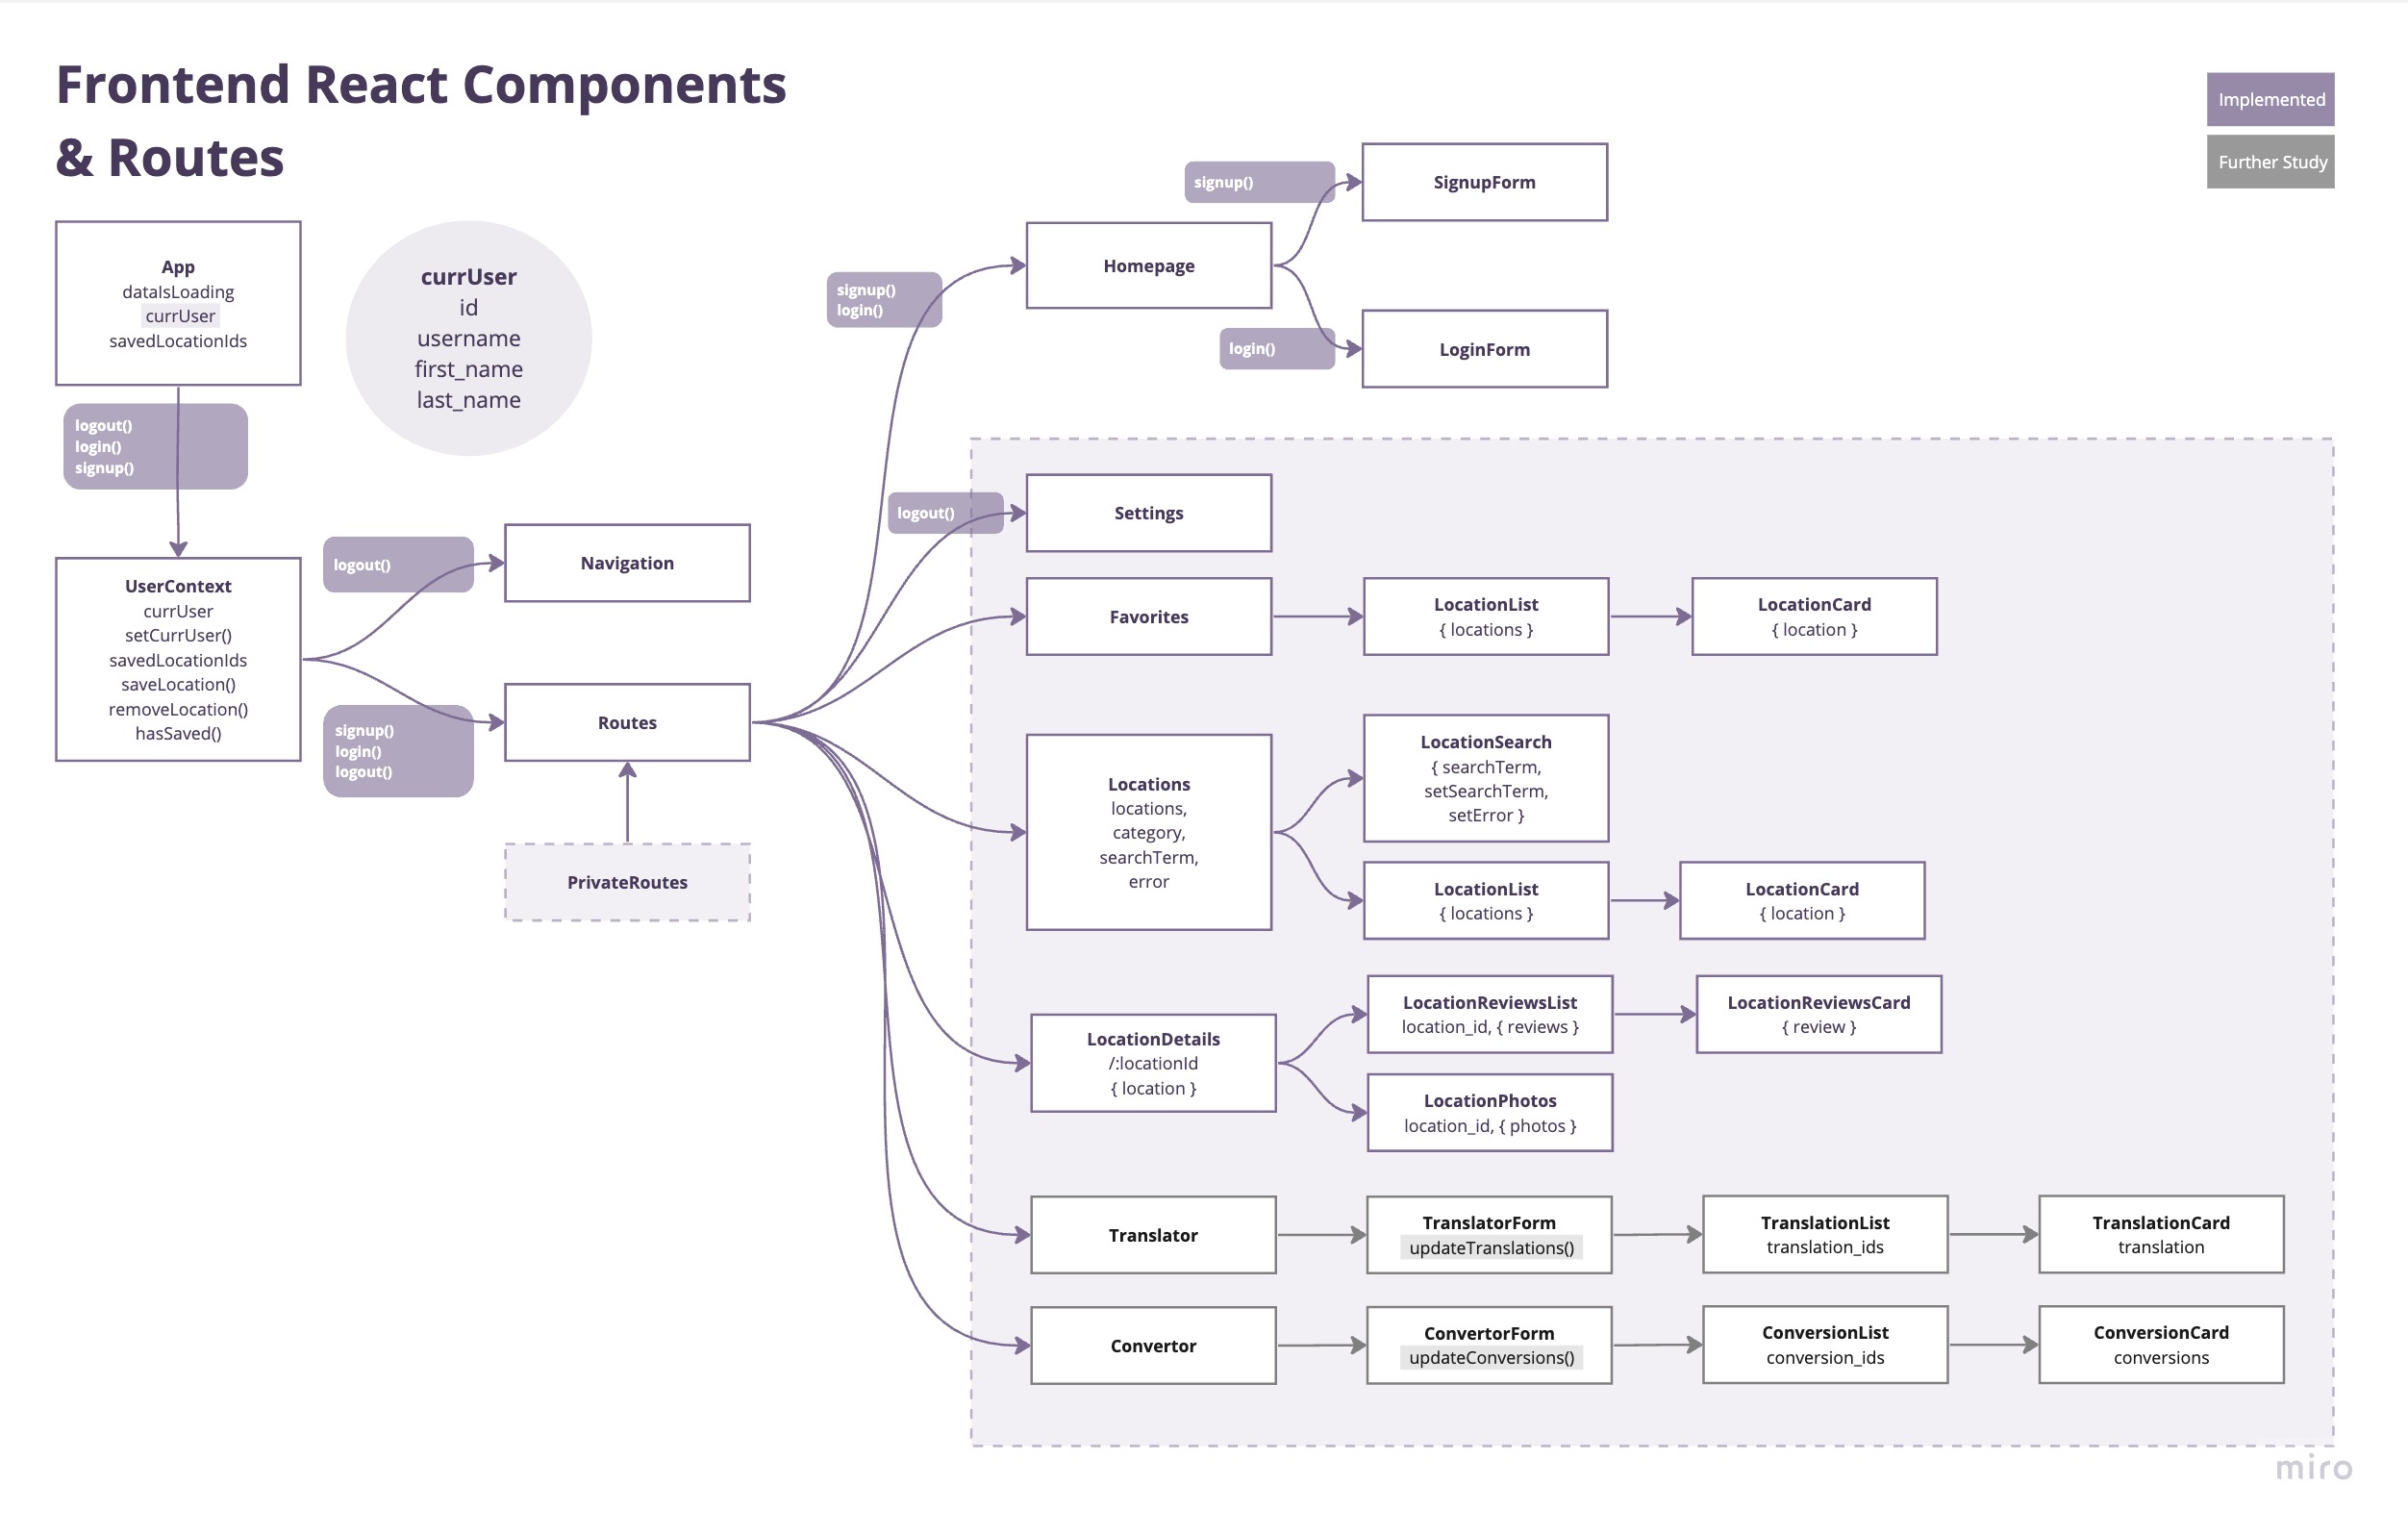 Frontend React Components
& Routes
Implemented
Further Study
App
dataIsLoading
currUser
savedLocationIds
currUser
id
username
first_name
last_name
logout()
login()
signup()
UserContext
currUser
setCurrUser()
savedLocationIds
saveLocation()
removeLocation()
hasSaved()
logout()
Navigation
signup()
login()
logout()
Routes
PrivateRoutes
signup()
login()
Homepage
signup()
SignupForm
login()
LoginForm
logout()
Settings
Favorites
LocationList
{ locations }
LocationCard
{ location }
Locations
locations,
category,
searchTerm,
error
LocationSearch
{ searchTerm,
setSearchTerm,
setError }
LocationList
{ locations }
LocationCard
{ location }
LocationDetails
/:locationId
{ location }
LocationReviewsList
location_id, { reviews }
LocationReviewsCard
{ review }
LocationPhotos
location_id, { photos }
Translator
TranslatorForm
updateTranslations()
TranslationList
translation_ids
TranslationCard
translation
Convertor
ConvertorForm
updateConversions()
ConversionList
conversion_ids
ConversionCard
conversions
miro